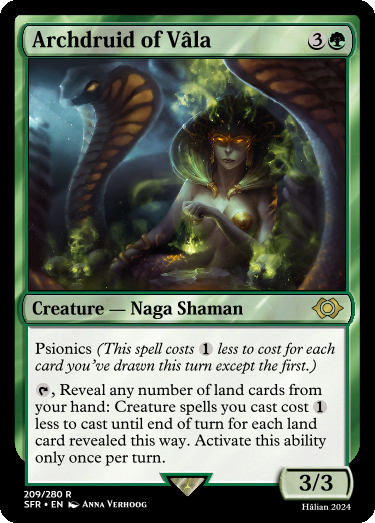 Archdruid of Vâla 3
Creature — Naga Shaman
Psionics (This spell costs 1 less to cost for each
card you've drawn this turn except the first.)
, Reveal any number of land cards from
your hand: Creature spells you cast cost 1
less to cast until end of turn for each land
card revealed this way. Activate this ability
only once per turn.
3/3
209/280 R
SFR • EN Anna Verhoog
Hâlian 2024